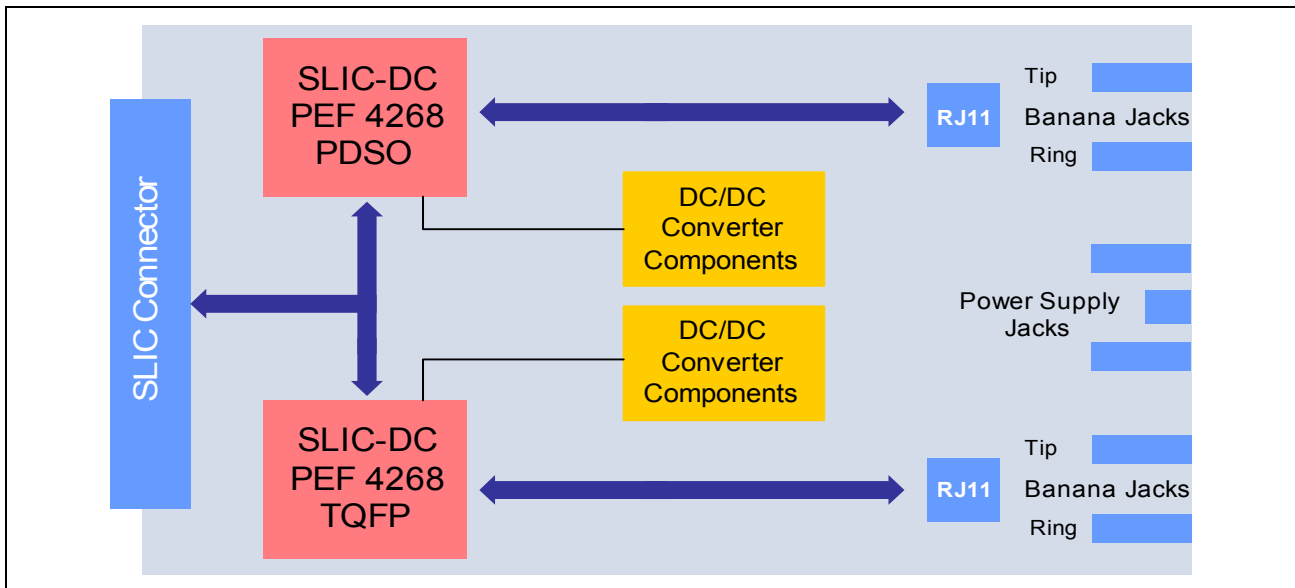 SLIC Connector
SLIC-DC
PEF 4268
PDSO
RJ11
Tip
Banana Jacks
Ring
DC/DC
Converter
Components
Power Supply
Jacks
DC/DC
Converter
Components
SLIC-DC
PEF 4268
TQFP
RJ11
Tip
Banana Jacks
Ring